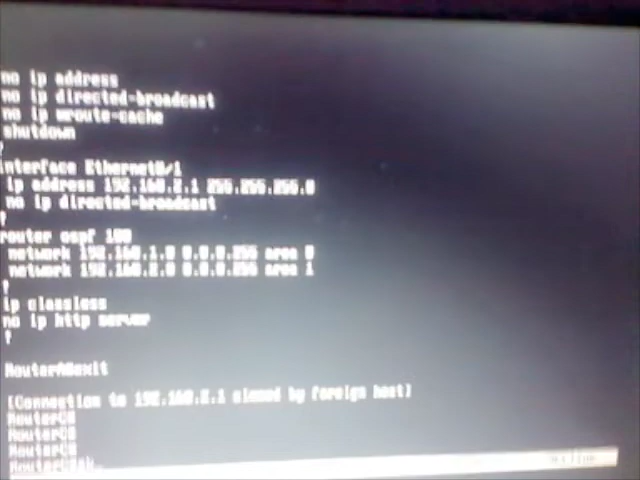 no ip address
no ip directed-broadcast
no ip mroute-cache
shutdown
!
interface Ethernet0/1
ip address 192.168.2.1 255.255.255.0
no ip directed-broadcast
!
router ospf 100
network 192.168.1.0 0.0.0.255 area 0
network 192.168.2.0 0.0.0.255 area 1
!
ip classless
no ip http server
!
RouterA#exit
[Connection to 192.168.2.1 closed by foreign host]
RouterC#
RouterC#
RouterC#